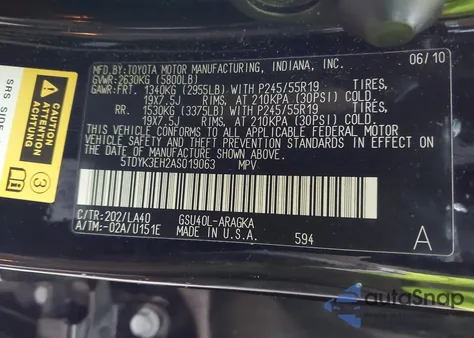 MFD. BY: TOYOTA MOTOR MANUFACTURING, INDIANA, INC. 06/10
GVWR: 2630KG (5800LB)
GAWR: FRT. 1340KG (2955LB) WITH P245/55R19 TIRES,
19X7.5J RIMS, AT 210KPA (30PSI) COLD.
RR. 1530KG (3375LB) WITH P245/55R19 TIRES,
19X7.5J RIMS, AT 210KPA (30PSI) COLD.
THIS VEHICLE CONFORMS TO ALL APPLICABLE FEDERAL MOTOR
VEHICLE SAFETY, BUMPER, AND THEFT PREVENTION STANDARDS IN EFFECT
ON THE DATE OF MANUFACTURE SHOWN ABOVE.
5TDYK3EH2AS019063 MPV
C/TR: 202/LA40 GSU40L-ARAGKA
A/TM: -02A/U151E MADE IN U.S.A. 594 A
SRS SIDE
CAUTION
ATTENTION
3
autoSnap